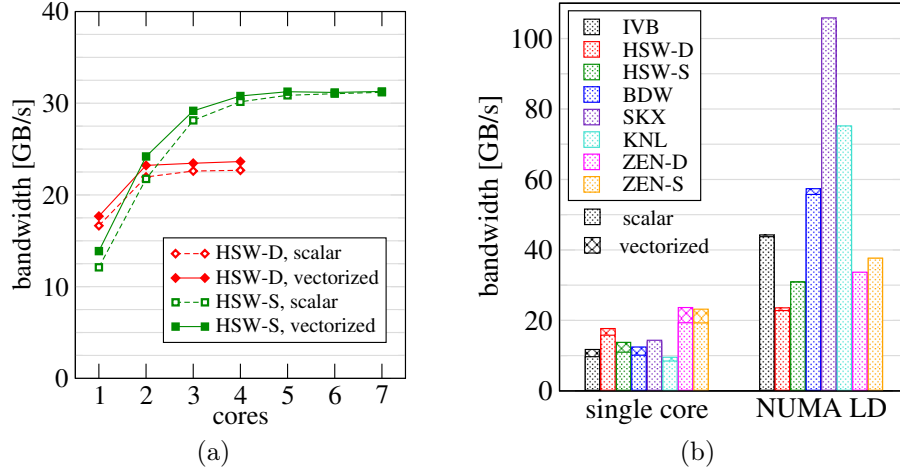 bandwidth [GB/s]
40
30
20
10
0
HSW-D, scalar
HSW-D, vectorized
HSW-S, scalar
HSW-S, vectorized
1 2 3 4 5 6 7
cores
(a)
bandwidth [GB/s]
100
80
60
40
20
0
IVB
HSW-D
HSW-S
BDW
SKX
KNL
ZEN-D
ZEN-S
scalar
vectorized
single core NUMA LD
(b)